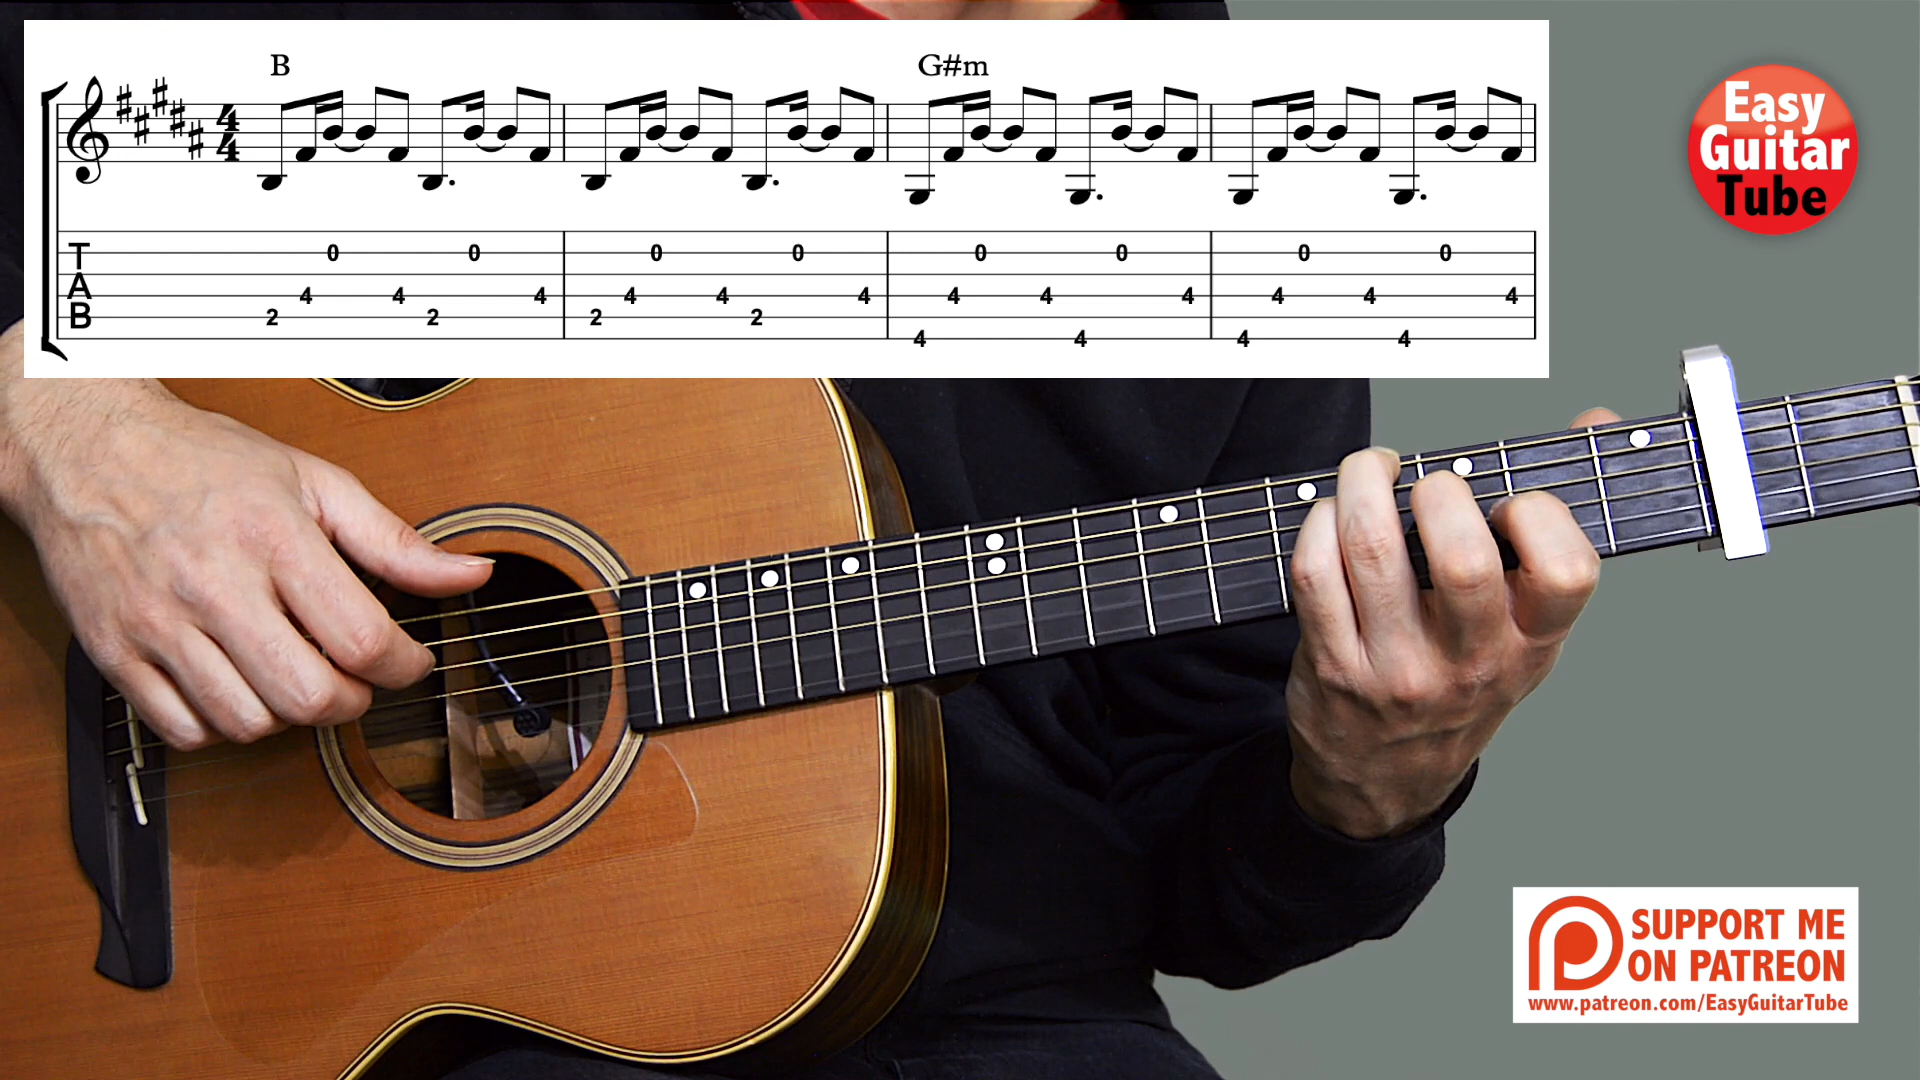 B G#m
4
4
T 0 0 0 0 0 0 0 0
A 4 4 4 4 4 4 4 4 4 4 4 4
B 2 2 2 2
4 4 4 4
Easy
Guitar
Tube
SUPPORT ME
ON PATREON
www.patreon.com/EasyGuitarTube